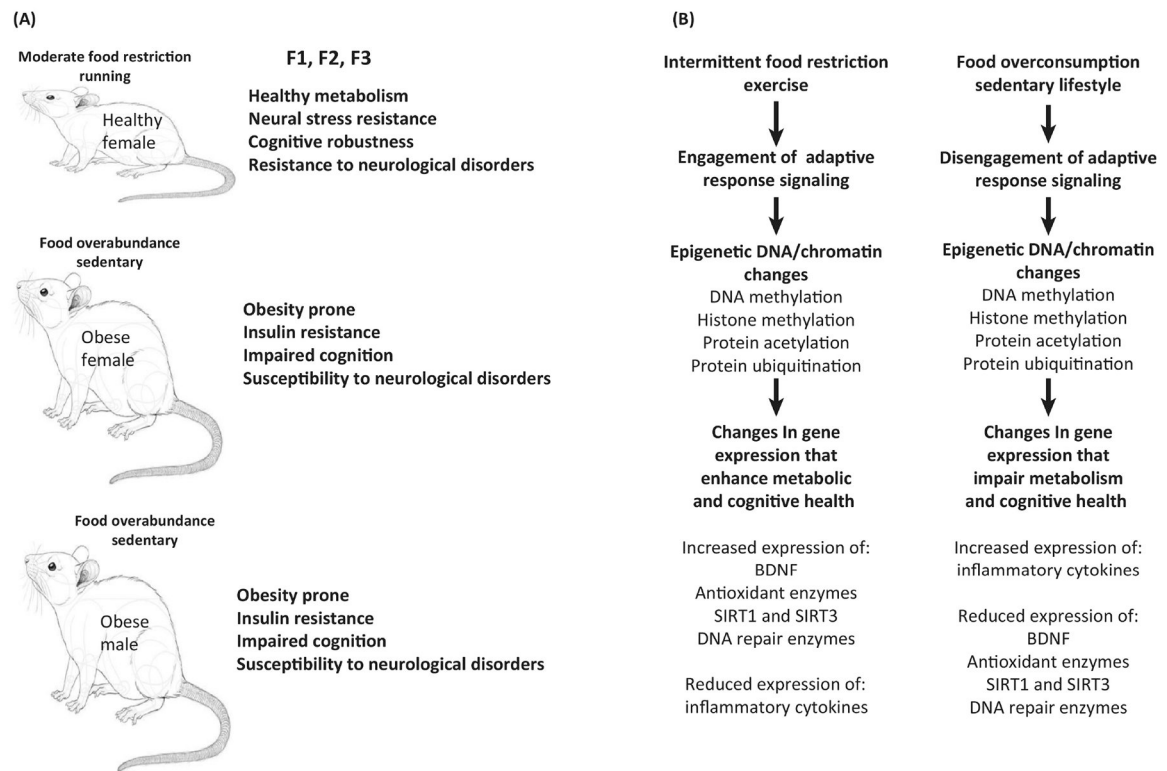 (A)
Moderate food restriction
running
Healthy
female
F1, F2, F3
Healthy metabolism
Neural stress resistance
Cognitive robustness
Resistance to neurological disorders
Food overabundance
sedentary
Obese
female
Obesity prone
Insulin resistance
Impaired cognition
Susceptibility to neurological disorders
Food overabundance
sedentary
Obese
male
Obesity prone
Insulin resistance
Impaired cognition
Susceptibility to neurological disorders
(B)
Intermittent food restriction
exercise
Engagement of adaptive
response signaling
Epigenetic DNA/chromatin
changes
DNA methylation
Histone methylation
Protein acetylation
Protein ubiquitination
Changes In gene
expression that
enhance metabolic
and cognitive health
Increased expression of:
BDNF
Antioxidant enzymes
SIRT1 and SIRT3
DNA repair enzymes
Reduced expression of:
inflammatory cytokines
Food overconsumption
sedentary lifestyle
Disengagement of adaptive
response signaling
Epigenetic DNA/chromatin
changes
DNA methylation
Histone methylation
Protein acetylation
Protein ubiquitination
Changes In gene
expression that
impair metabolism
and cognitive health
Increased expression of:
inflammatory cytokines
Reduced expression of:
BDNF
Antioxidant enzymes
SIRT1 and SIRT3
DNA repair enzymes